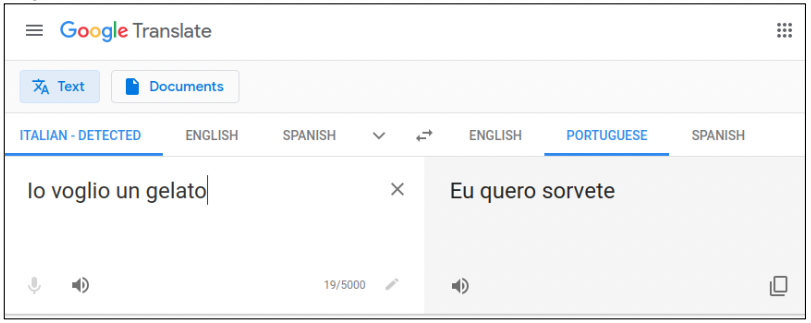 Google Translate
Text Documents
ITALIAN - DETECTED ENGLISH SPANISH ENGLISH PORTUGUESE SPANISH
Io voglio un gelato Eu quero sorvete
19/5000